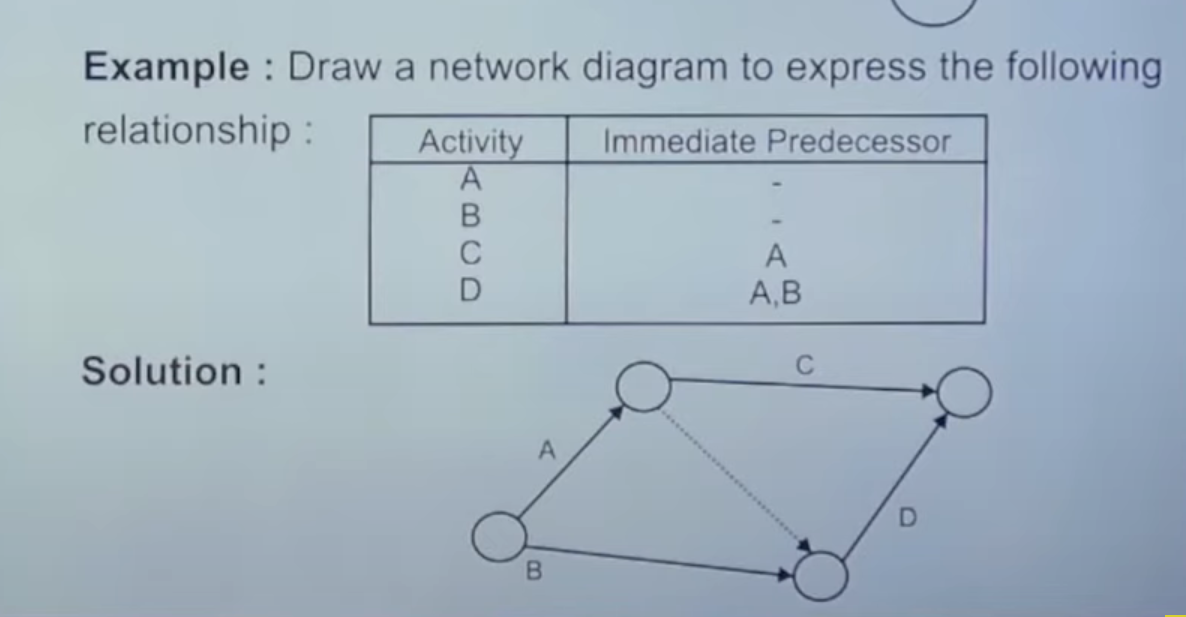 Example : Draw a network diagram to express the following
relationship :
Activity Immediate Predecessor
A -
B -
C A
D A,B
Solution :
C
A
D
B